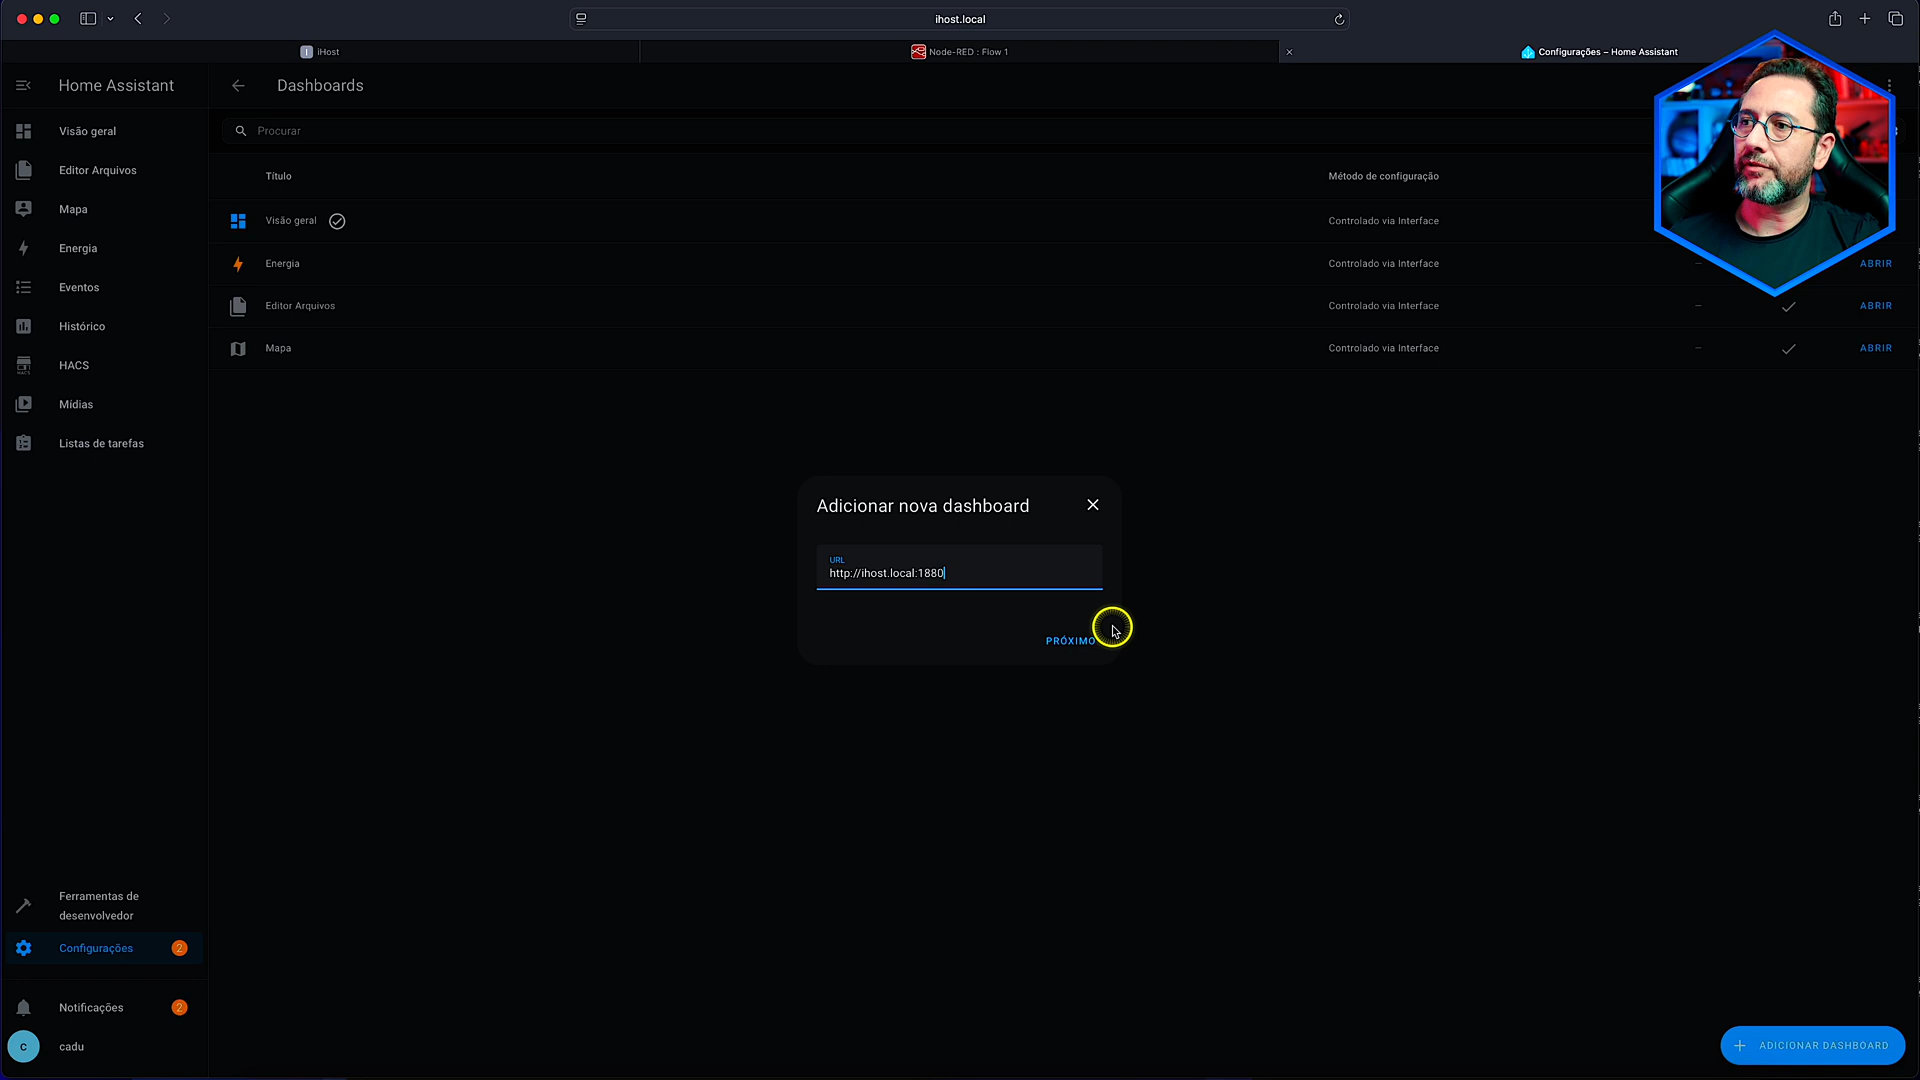 ihost.local
iHost
Node-RED : Flow 1
Configurações – Home Assistant
Home Assistant
Dashboards
Visão geral
Editor Arquivos
Mapa
Energia
Eventos
Histórico
HACS
Mídias
Listas de tarefas
Procurar
Título
Método de configuração
Visão geral
Controlado via Interface
Energia
Controlado via Interface
ABRIR
Editor Arquivos
Controlado via Interface
ABRIR
Mapa
Controlado via Interface
ABRIR
Adicionar nova dashboard
URL
http://ihost.local:1880
PRÓXIMO
Ferramentas de
desenvolvedor
Configurações
2
Notificações
2
c
cadu
ADICIONAR DASHBOARD